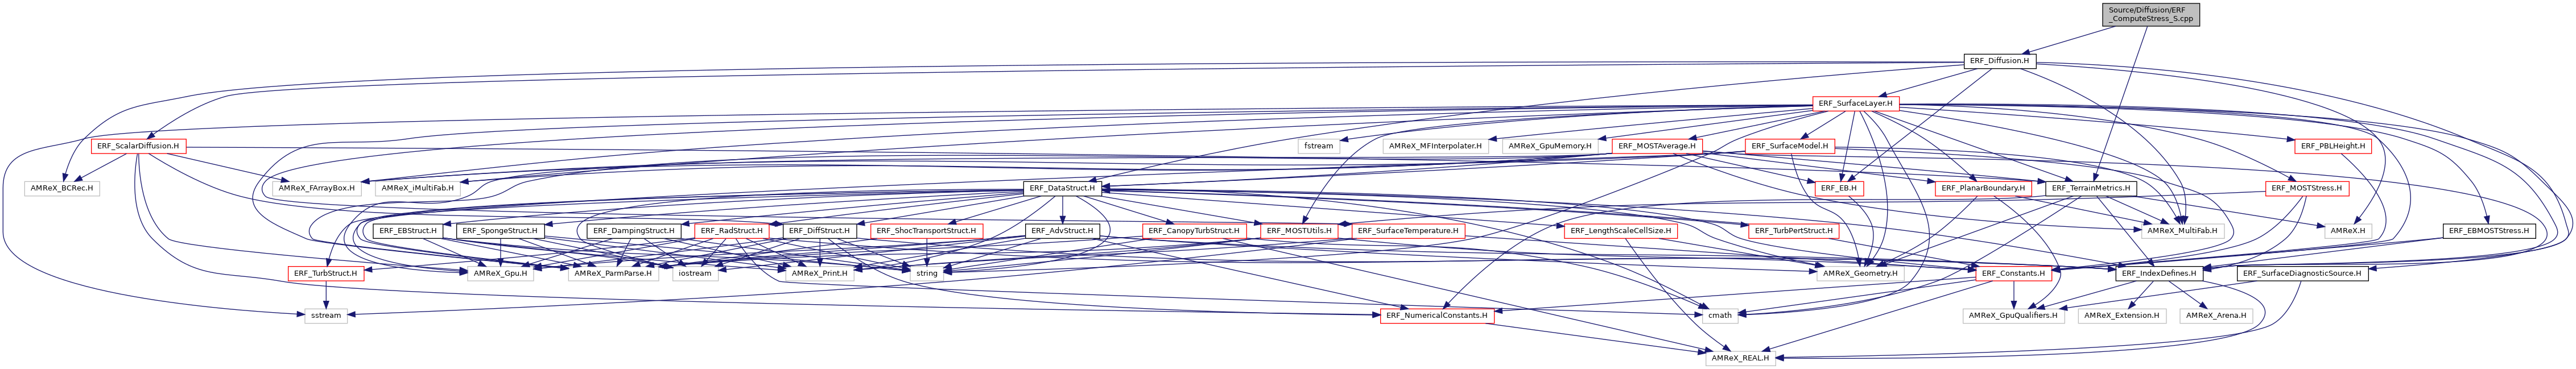 Source/Diffusion/ERF
_ComputeStress_S.cpp
ERF_Diffusion.H
ERF_SurfaceLayer.H
ERF_ScalarDiffusion.H
fstream
AMReX_MFInterpolater.H
AMReX_GpuMemory.H
ERF_MOSTAverage.H
ERF_SurfaceModel.H
ERF_PBLHeight.H
AMReX_BCRec.H
AMReX_FArrayBox.H
AMReX_iMultiFab.H
ERF_DataStruct.H
ERF_EB.H
ERF_PlanarBoundary.H
ERF_TerrainMetrics.H
ERF_MOSTStress.H
ERF_EBStruct.H
ERF_SpongeStruct.H
ERF_DampingStruct.H
ERF_RadStruct.H
ERF_DiffStruct.H
ERF_ShocTransportStruct.H
ERF_AdvStruct.H
ERF_CanopyTurbStruct.H
ERF_MOSTUtils.H
ERF_SurfaceTemperature.H
ERF_LengthScaleCellSize.H
ERF_TurbPertStruct.H
AMReX_MultiFab.H
AMReX.H
ERF_EBMOSTStress.H
ERF_TurbStruct.H
AMReX_Gpu.H
AMReX_ParmParse.H
iostream
AMReX_Print.H
string
AMReX_Geometry.H
ERF_Constants.H
ERF_IndexDefines.H
ERF_SurfaceDiagnosticSource.H
sstream
ERF_NumericalConstants.H
cmath
AMReX_GpuQualifiers.H
AMReX_Extension.H
AMReX_Arena.H
AMReX_REAL.H